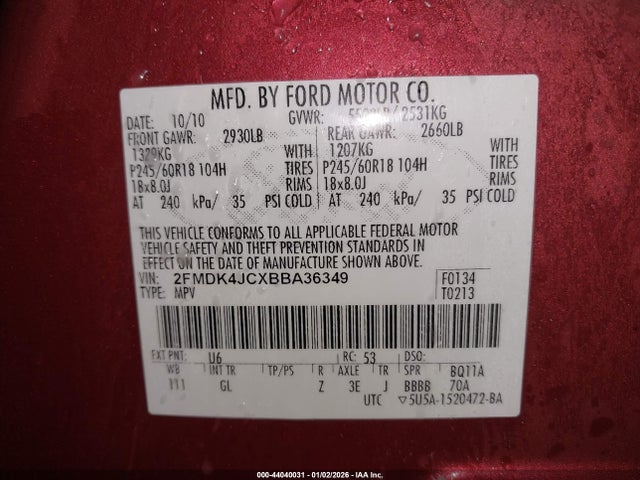 MFD. BY FORD MOTOR CO.
DATE: 10/10 GVWR: / 2531KG
FRONT GAWR: 2930LB REAR GAWR: 2660LB
1329KG WITH 1207KG WITH
P245/60R18 104H TIRES P245/60R18 104H TIRES
18x8.0J RIMS 18x8.0J RIMS
AT 240 kPa/ 35 PSI COLD AT 240 kPa/ 35 PSI COLD
THIS VEHICLE CONFORMS TO ALL APPLICABLE FEDERAL MOTOR
VEHICLE SAFETY AND THEFT PREVENTION STANDARDS IN
EFFECT ON THE DATE OF MANUFACTURE SHOWN ABOVE.
VIN: 2FMDK4JCXBBA36349 F0134
TYPE: MPV T0213
EXT PNT: U6 RC: 53 DSO:
WB INT TR TP/PS R AXLE TR SPR BQ11A
111 GL Z 3E J BBBB 70A
UTC ▽5U5A-1520472-BA
000-44040031 - 01/02/2026 - IAA Inc.